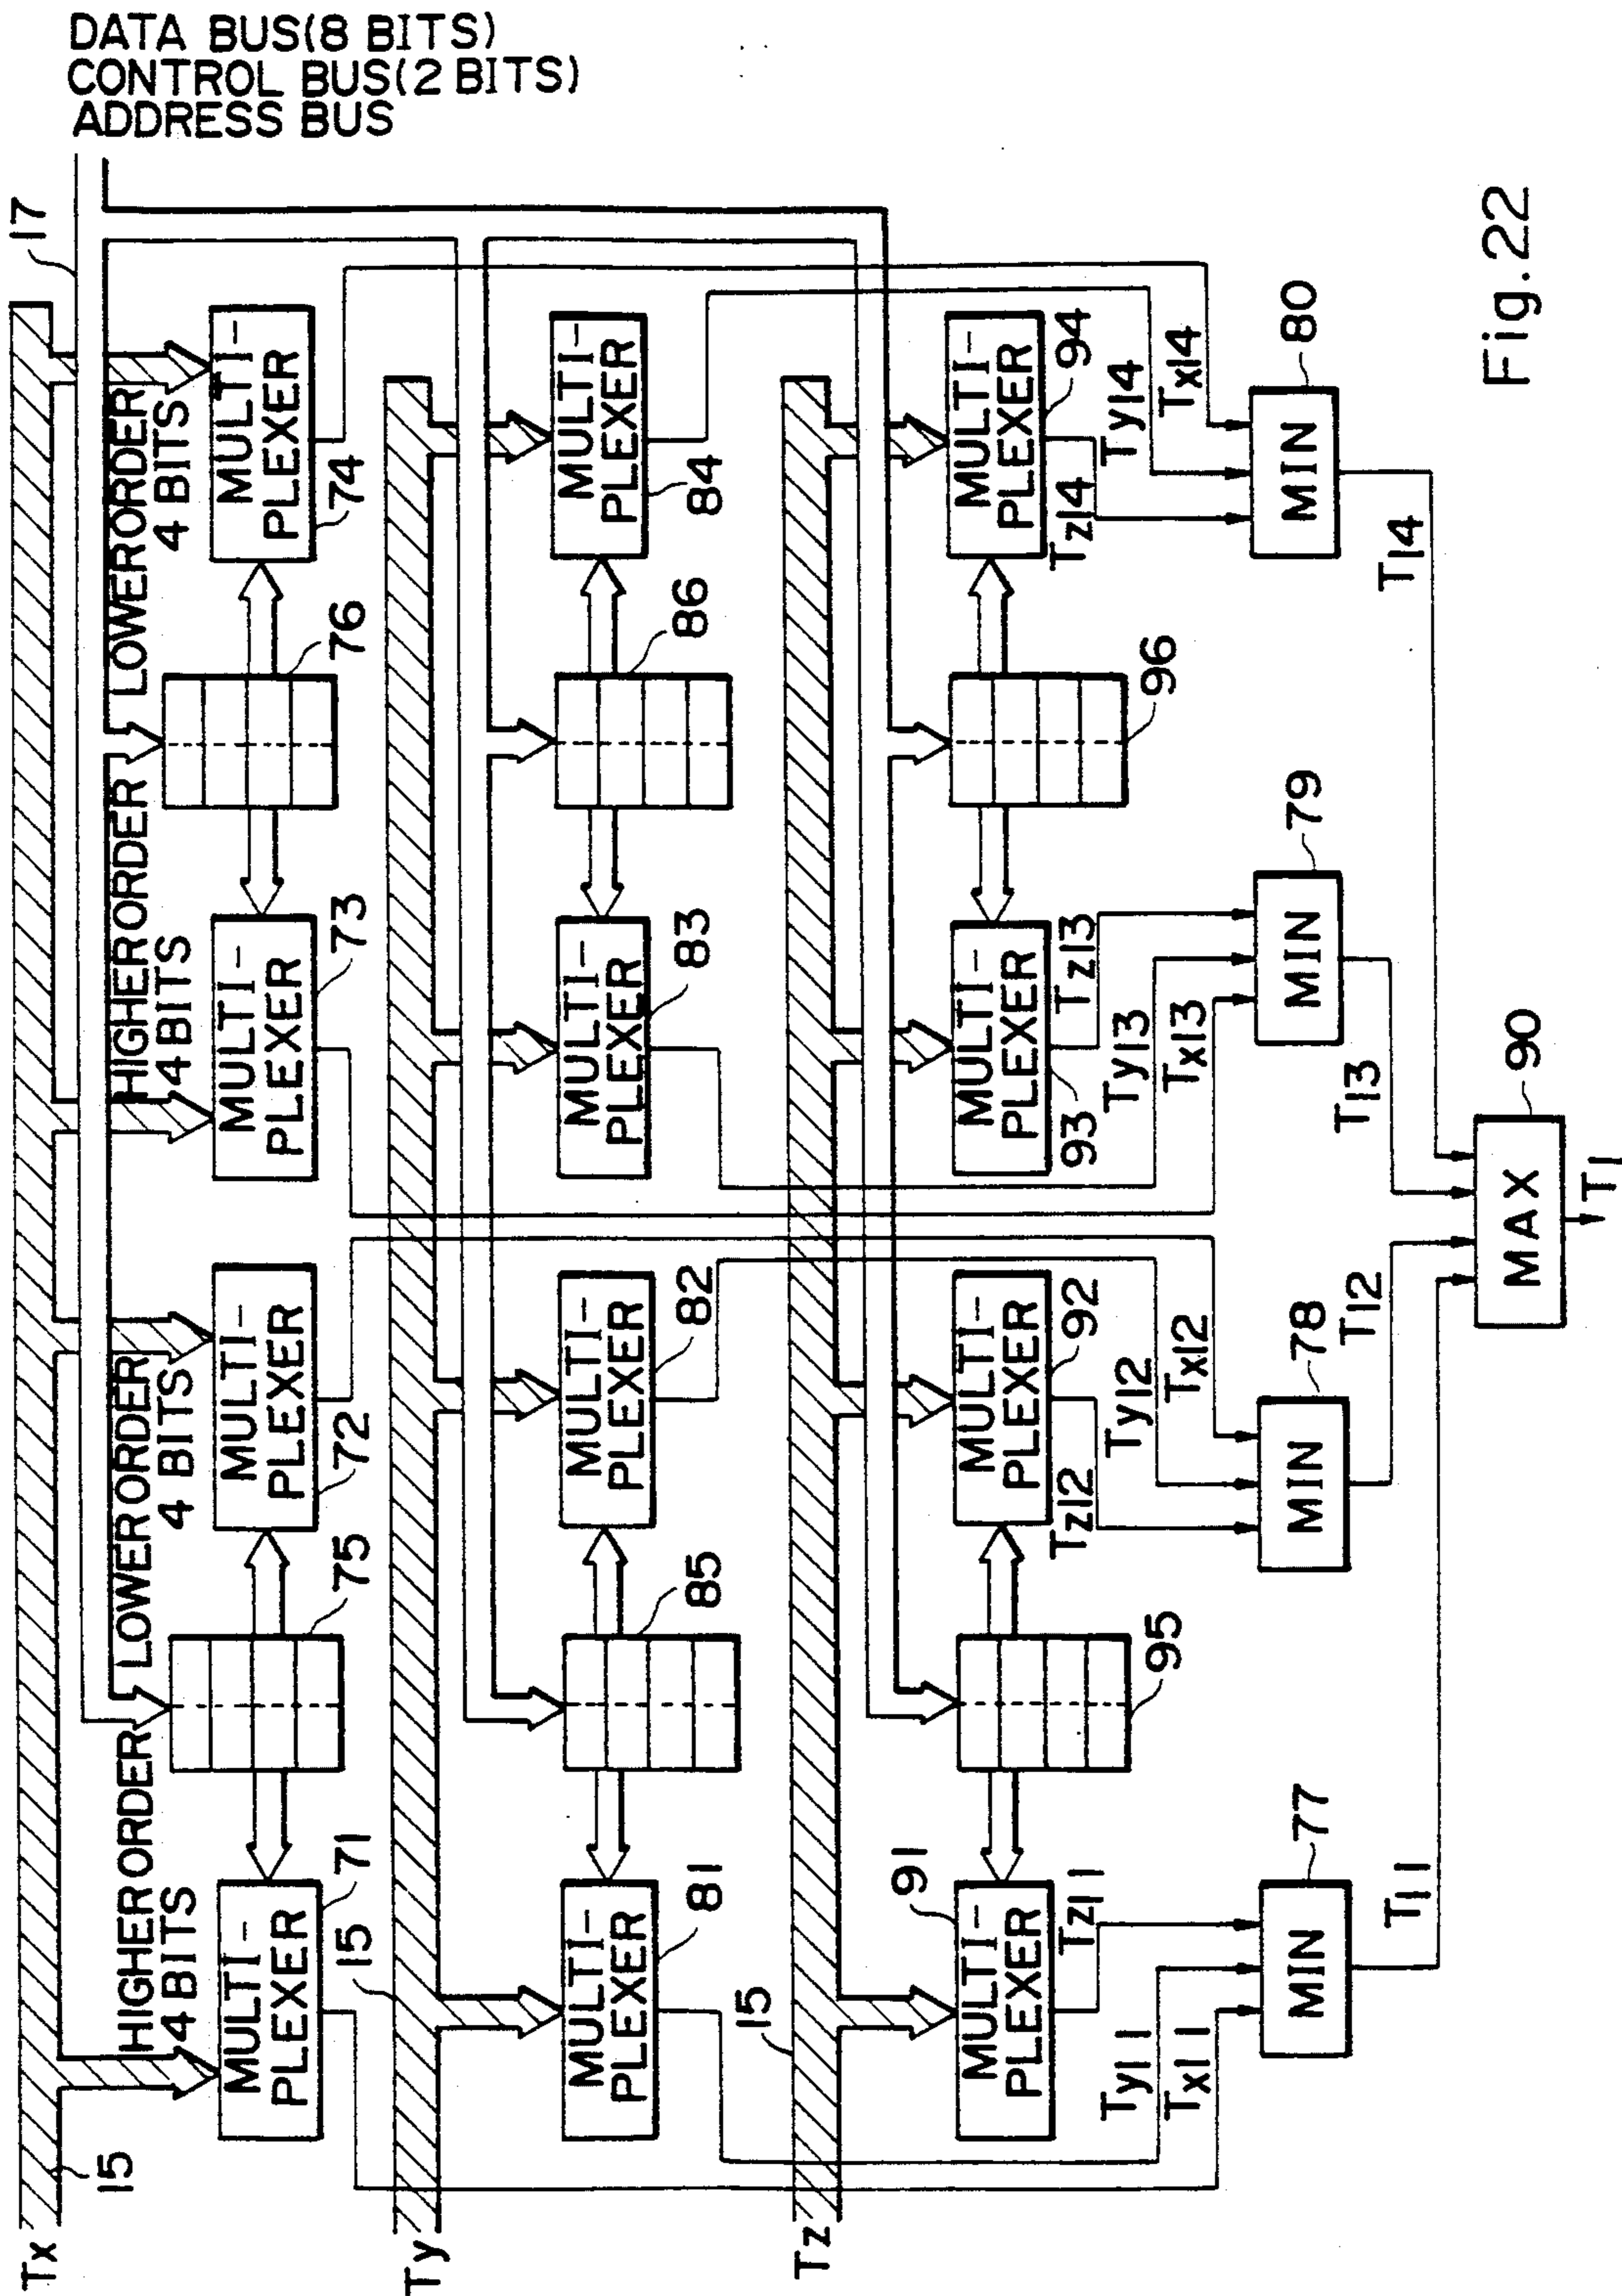 DATA BUS(8 BITS)
CONTROL BUS(2 BITS)
ADDRESS BUS
17
Tx
15
HIGHER ORDER
4 BITS
LOWER ORDER
4 BITS
HIGHER ORDER
4 BITS
LOWER ORDER
4 BITS
MULTI-
PLEXER
71
75
MULTI-
PLEXER
72
MULTI-
PLEXER
73
76
MULTI-
PLEXER
74
Ty
15
MULTI-
PLEXER
81
85
MULTI-
PLEXER
82
MULTI-
PLEXER
83
86
MULTI-
PLEXER
84
Tz
15
MULTI-
PLEXER
91
95
MULTI-
PLEXER
92
MULTI-
PLEXER
93
96
MULTI-
PLEXER
94
Tz11
Ty11
Tx11
Tz12
Ty12
Tx12
Tz13
Ty13
Tx13
Tz14
Ty14
Tx14
MIN
77
MIN
78
MIN
79
MIN
80
T11
T12
T13
T14
MAX
90
T1
Fig.22